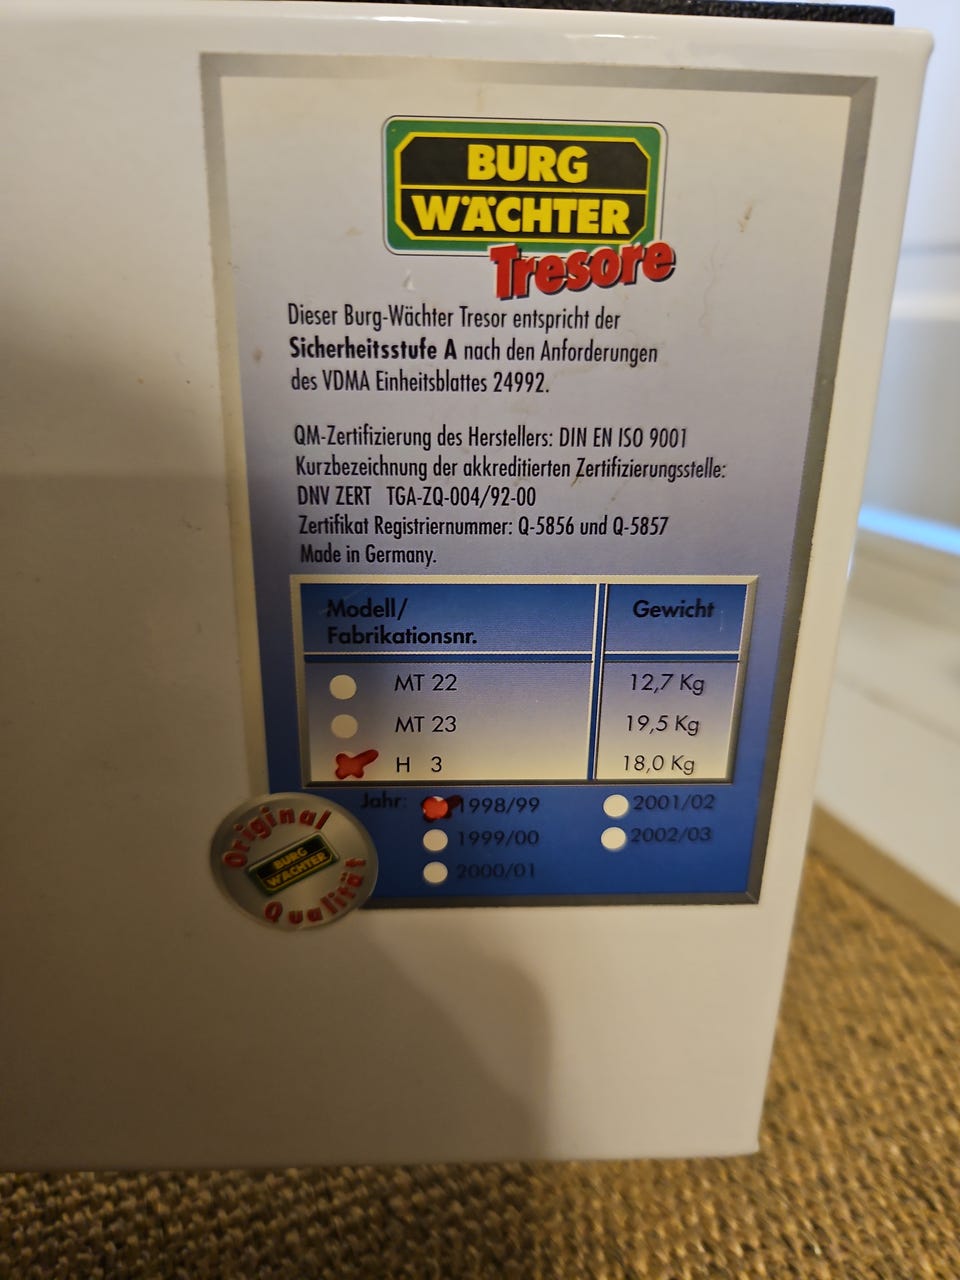 BURG
WÄCHTER
Tresore
Dieser Burg-Wächter Tresor entspricht der
Sicherheitsstufe A nach den Anforderungen
des VDMA Einheitsblattes 24992.
QM-Zertifizierung des Herstellers: DIN EN ISO 9001
Kurzbezeichnung der akkreditierten Zertifizierungsstelle:
DNV ZERT TGA-ZQ-004/92-00
Zertifikat Registriernummer: Q-5856 und Q-5857
Made in Germany.
Modell/ Gewicht
Fabrikationsnr.
MT 22 12,7 Kg
MT 23 19,5 Kg
H 3 18,0 Kg
Jahr: 1998/99 2001/02
1999/00 2002/03
2000/01
Original
BURG
WÄCHTER
Qualität